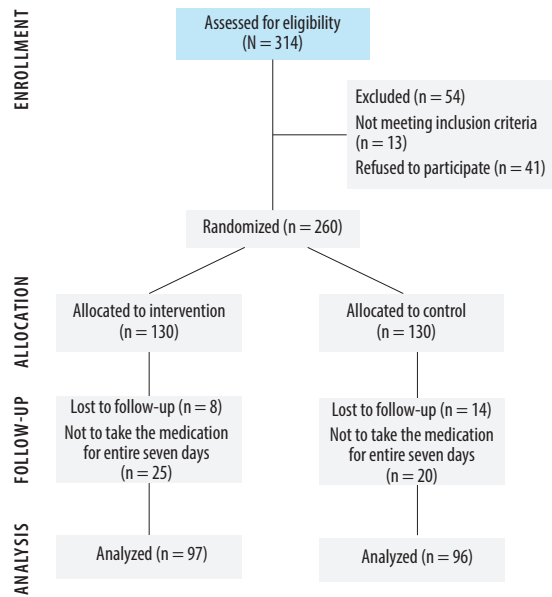 ENROLLMENT
Assessed for eligibility
(N = 314)
Excluded (n = 54)
Not meeting inclusion criteria
(n = 13)
Refused to participate (n = 41)
Randomized (n = 260)
ALLOCATION
Allocated to intervention
(n = 130)
Allocated to control
(n = 130)
FOLLOW-UP
Lost to follow-up (n = 8)
Not to take the medication
for entire seven days
(n = 25)
Lost to follow-up (n = 14)
Not to take the medication
for entire seven days
(n = 20)
ANALYSIS
Analyzed (n = 97)
Analyzed (n = 96)